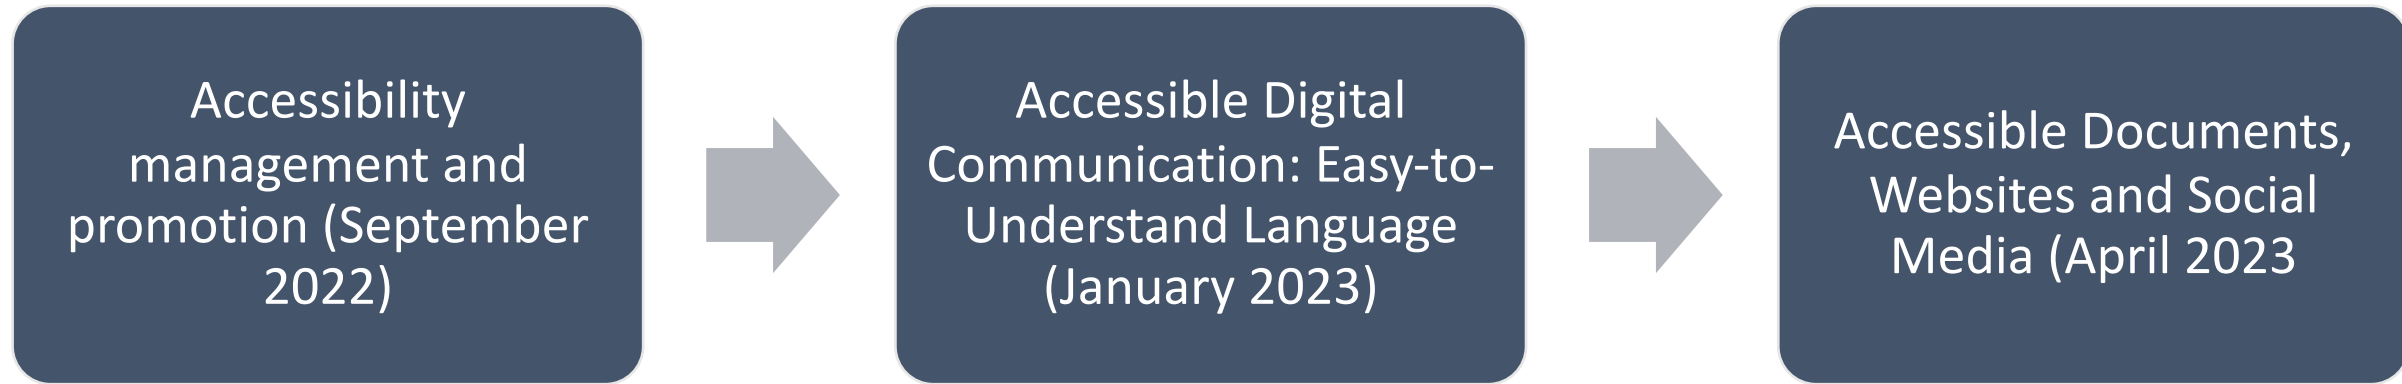 Accessibility
management and
promotion (September
2022)
Accessible Digital
Communication: Easy-to-
Understand Language
(January 2023)
Accessible Documents,
Websites and Social
Media (April 2023